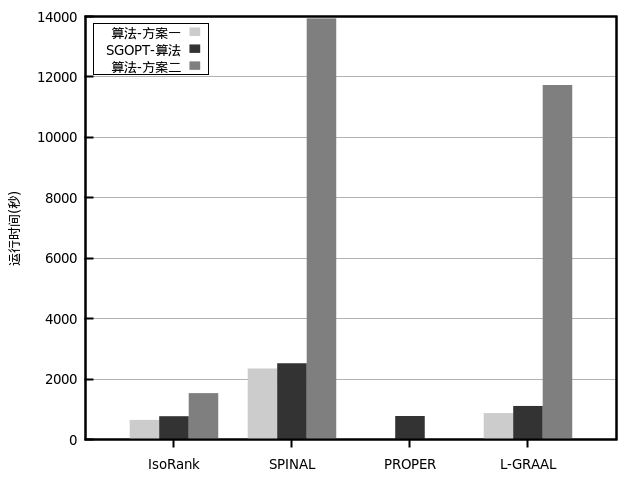 14000
12000
10000
8000
6000
4000
2000
0
运行时间(秒)
算法-方案一
SGOPT-算法
算法-方案二
IsoRank
SPINAL
PROPER
L-GRAAL